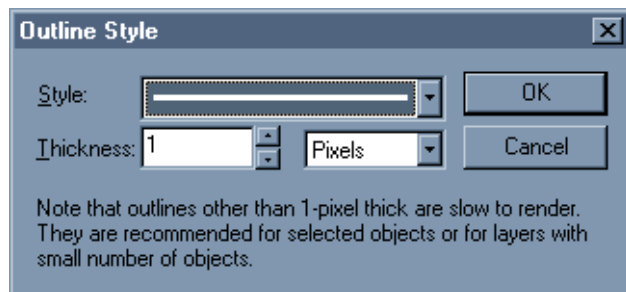 Outline Style
Style:
OK
Thickness: 1 Pixels
Cancel
Note that outlines other than 1-pixel thick are slow to render.
They are recommended for selected objects or for layers with
small number of objects.